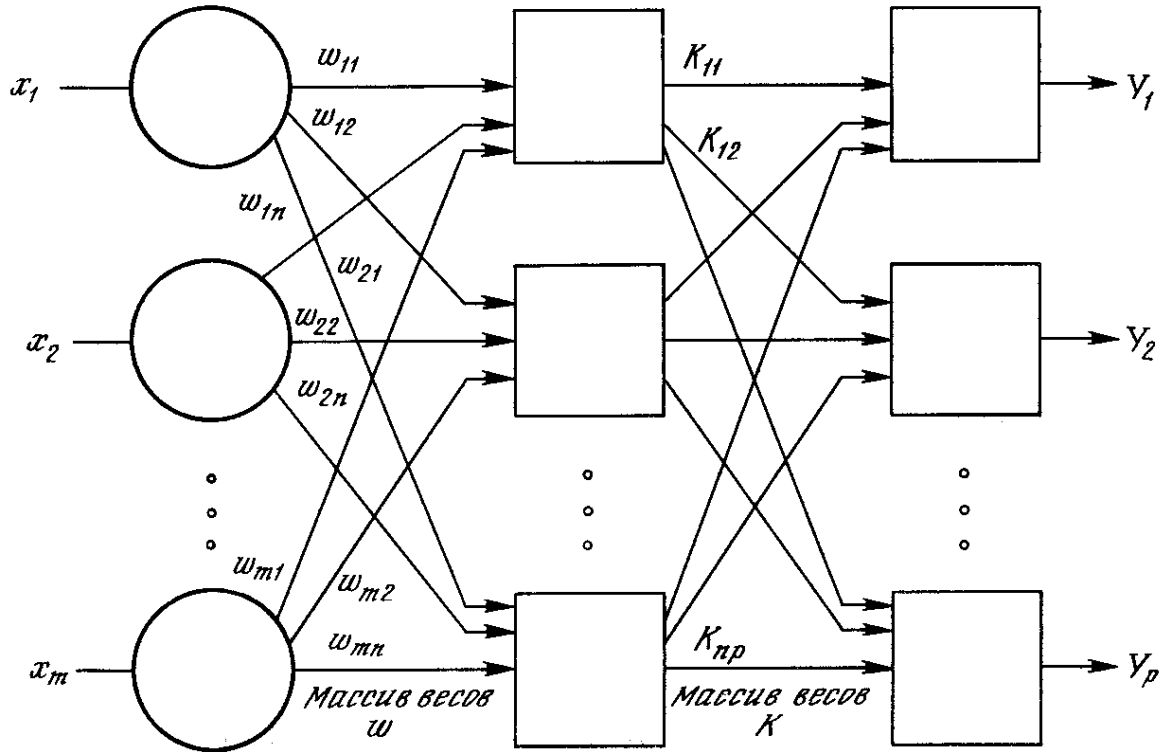 x₁
w₁₁
K₁₁
Y₁
w₁₂
K₁₂
w₁ₙ
w₂₁
x₂
w₂₂
Y₂
w₂ₙ
wₘ₁
wₘ₂
xₘ
wₘₙ
Kₙₚ
Yₚ
Массив весов
w
Массив весов
K